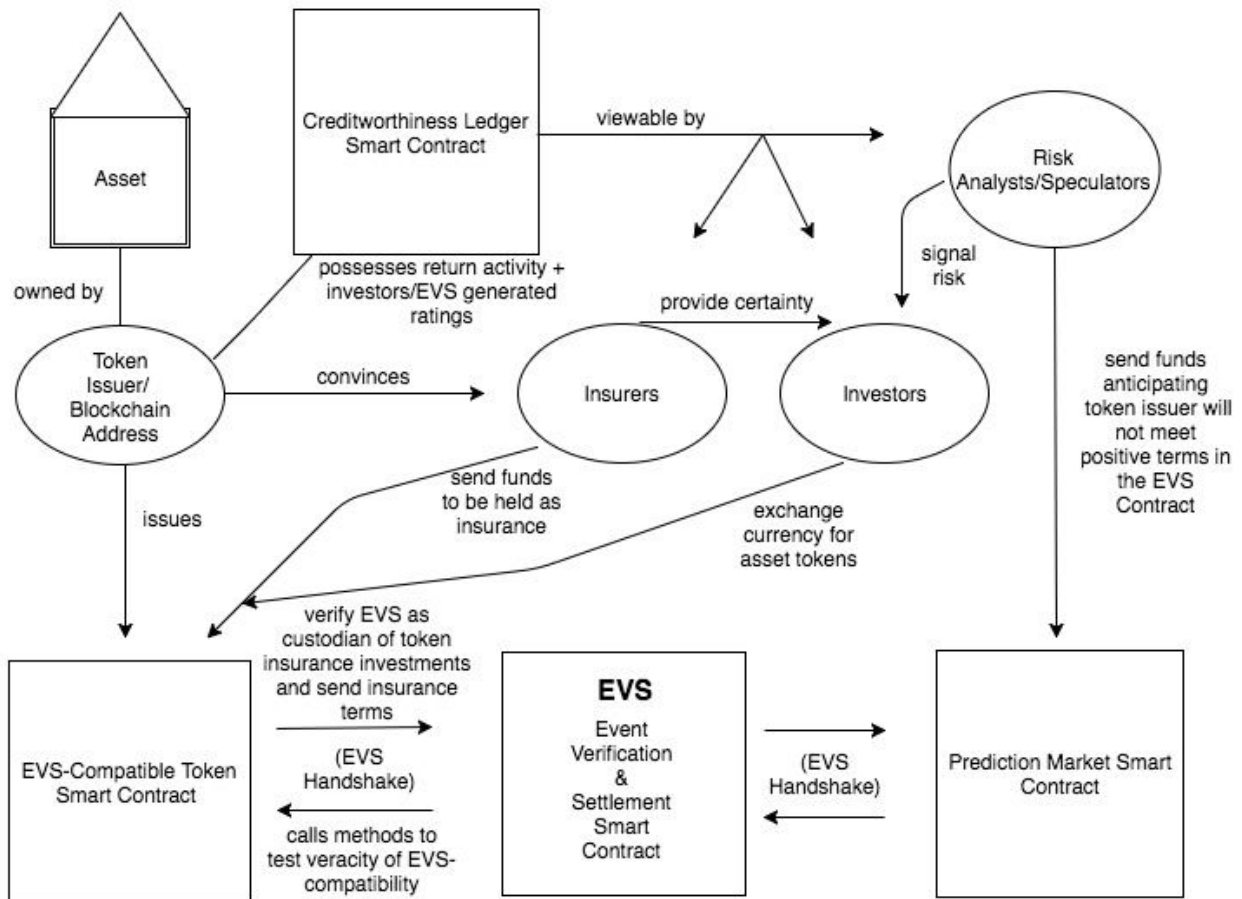 Asset
Creditworthiness Ledger
Smart Contract
viewable by
Risk
Analysts/Speculators
owned by
possesses return activity +
investors/EVS generated
ratings
signal
risk
provide certainty
Token
Issuer/
Blockchain
Address
convinces
Insurers
Investors
send funds
anticipating
token issuer will
not meet
positive terms in
the EVS
Contract
issues
send funds
to be held as
insurance
exchange
currency for
asset tokens
verify EVS as
custodian of token
insurance investments
and send insurance
terms
(EVS
Handshake)
calls methods to
test veracity of EVS-
compatibility
EVS-Compatible Token
Smart Contract
EVS
Event
Verification
&
Settlement
Smart
Contract
(EVS
Handshake)
Prediction Market Smart
Contract